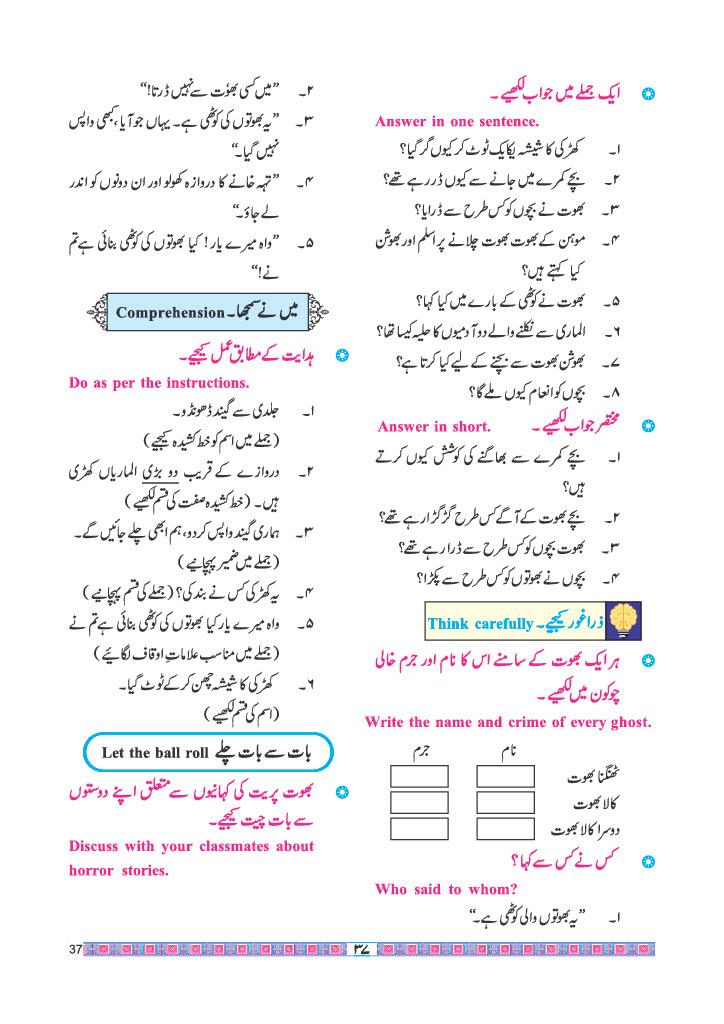 ایک جملے میں جواب لکھیے۔
Answer in one sentence.
۱۔ کھڑکی کا شیشہ یکایک ٹوٹ کر کیوں گر گیا؟
۲۔ بچے کمرے میں جانے سے کیوں ڈر رہے تھے؟
۳۔ بھوت نے بچوں کو کس طرح سے ڈرایا؟
۴۔ موہن کے بھوت بھوت چلانے پر اسلم اور بھوشن
کیا کہتے ہیں؟
۵۔ بھوت نے کوٹھی کے بارے میں کیا کہا؟
۶۔ الماری سے نکلنے والے دو آدمیوں کا حلیہ کیسا تھا؟
۷۔ بھوشن بھوت سے بچنے کے لیے کیا کرتا ہے؟
۸۔ بچوں کو انعام کیوں ملے گا؟
مختصر جواب لکھیے۔ Answer in short.
۱۔ بچے کمرے سے بھاگنے کی کوشش کیوں کرتے
ہیں؟
۲۔ بچے بھوت کے آگے کس طرح گڑگڑا رہے تھے؟
۳۔ بھوت بچوں کو کس طرح سے ڈرا رہے تھے؟
۴۔ بچوں نے بھوتوں کو کس طرح سے پکڑا؟
ذرا غور کیجیے۔ Think carefully
ہر ایک بھوت کے سامنے اس کا نام اور جرم خالی
چوکون میں لکھیے۔
Write the name and crime of every ghost.
نام جرم
ٹھنگنا بھوت
کالا بھوت
دوسرا کالا بھوت
کس نے کس سے کہا؟
Who said to whom?
۱۔ ”یہ بھوتوں والی کوٹھی ہے۔“
۲۔ ”میں کسی بھوٗت سے نہیں ڈرتا!“
۳۔ ”یہ بھوتوں کی کوٹھی ہے۔ یہاں جو آیا، کبھی واپس
نہیں گیا۔“
۴۔ ”تہہ خانے کا دروازہ کھولو اور ان دونوں کو اندر
لے جاؤ۔“
۵۔ ”واہ میرے یار! کیا بھوتوں کی کوٹھی بنائی ہے تم
نے!“
میں نے سمجھا۔ Comprehension
ہدایت کے مطابق عمل کیجیے۔
Do as per the instructions.
۱۔ جلدی سے گیند ڈھونڈو۔
(جملے میں اسم کو خط کشیدہ کیجیے)
۲۔ دروازے کے قریب دو بڑی الماریاں کھڑی
ہیں۔ (خط کشیدہ صفت کی قسم لکھیے)
۳۔ ہماری گیند واپس کردو، ہم ابھی چلے جائیں گے۔
(جملے میں ضمیر پہچانیے)
۴۔ یہ کھڑکی کس نے بند کی؟ (جملے کی قسم پہچانیے)
۵۔ واہ میرے یار کیا بھوتوں کی کوٹھی بنائی ہے تم نے
(جملے میں مناسب علاماتِ اوقاف لگائیے)
۶۔ کھڑکی کا شیشہ چھن کرکے ٹوٹ گیا۔
(اسم کی قسم لکھیے)
بات سے بات چلے Let the ball roll
بھوت پریت کی کہانیوں سے متعلق اپنے دوستوں
سے بات چیت کیجیے۔
Discuss with your classmates about
horror stories.
37 ۳۷